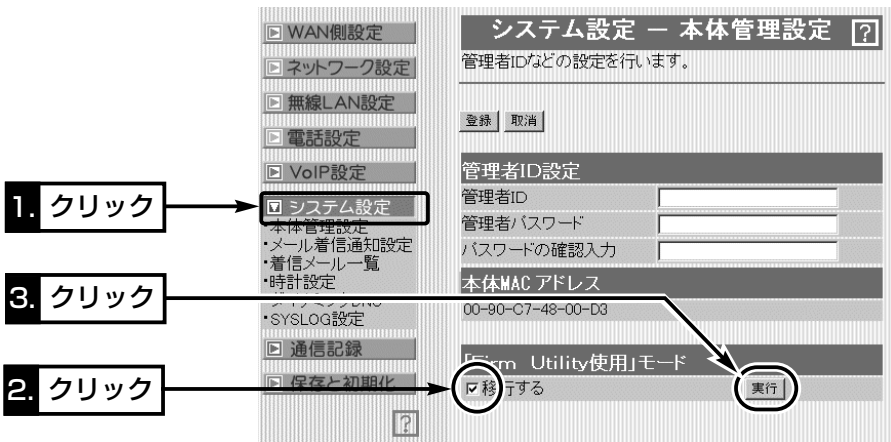 WAN側設定
ネットワーク設定
無線LAN設定
電話設定
VoIP設定
システム設定
・本体管理設定
・メール着信通知設定
・着信メール一覧
・時計設定
・SYSLOG設定
通信記録
保存と初期化
?
システム設定 ー 本体管理設定 ?
管理者IDなどの設定を行います。
登録 取消
管理者ID設定
管理者ID
管理者パスワード
パスワードの確認入力
本体MACアドレス
00-90-C7-48-00-D3
「Firm Utility使用」モード
移行する 実行
1. クリック
3. クリック
2. クリック